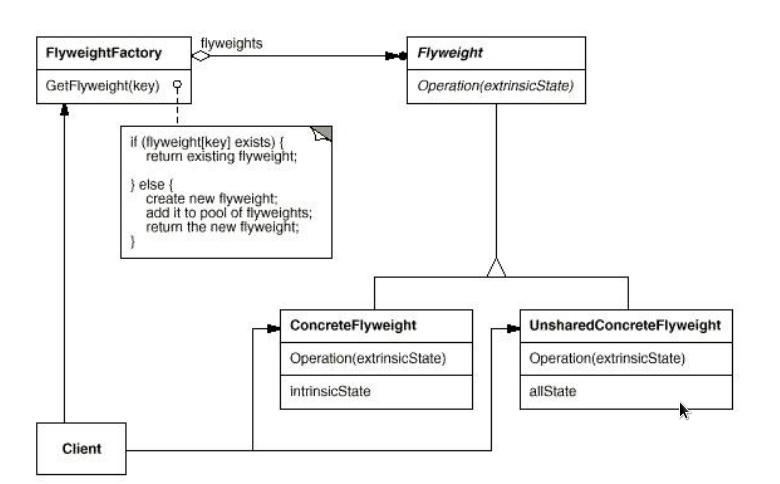 FlyweightFactory
flyweights
Flyweight
GetFlyweight(key)
Operation(extrinsicState)
if (flyweight[key] exists) {
return existing flyweight;
} else {
create new flyweight;
add it to pool of flyweights;
return the new flyweight;
}
ConcreteFlyweight
Operation(extrinsicState)
intrinsicState
UnsharedConcreteFlyweight
Operation(extrinsicState)
allState
Client